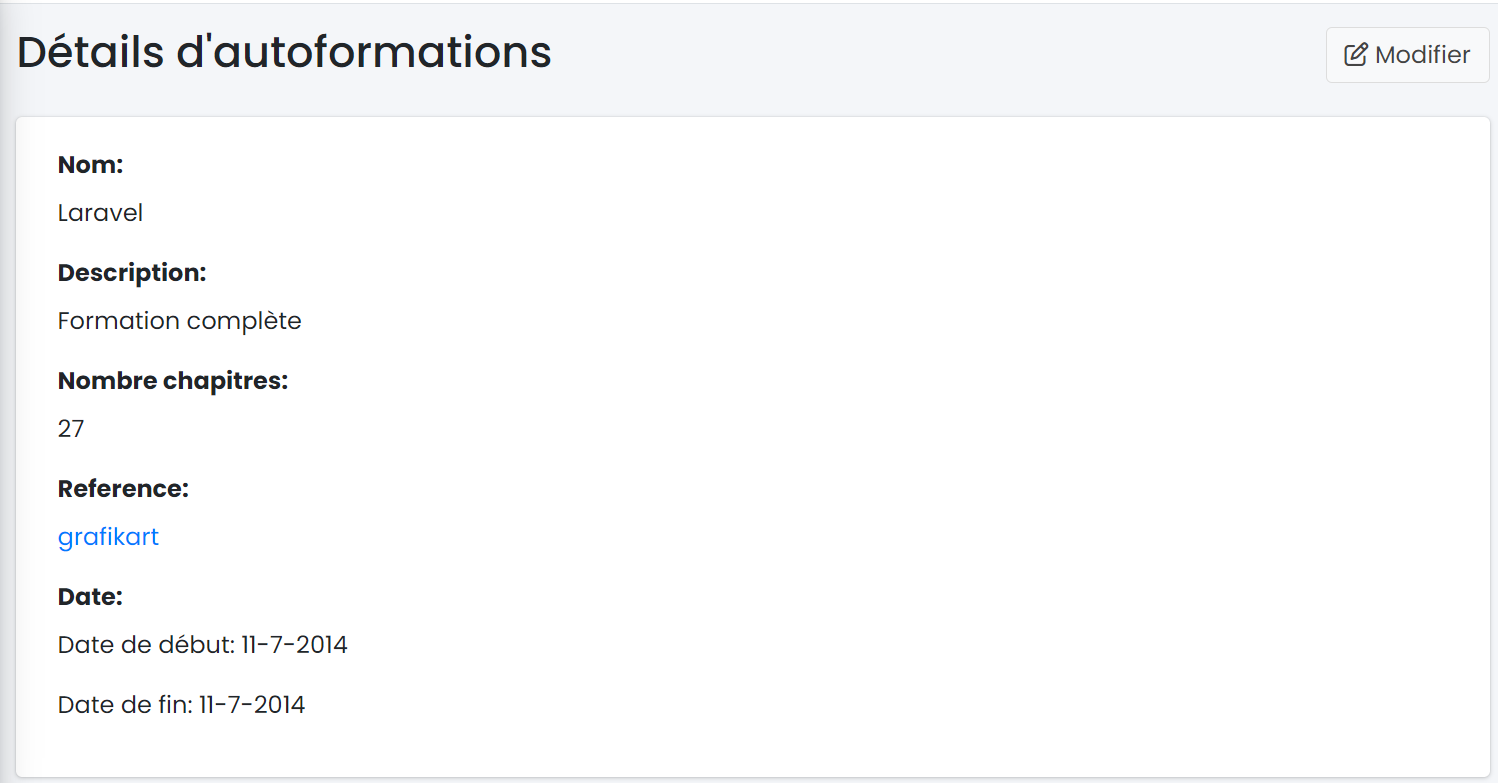 Détails d'autoformations
Modifier
Nom:
Laravel
Description:
Formation complète
Nombre chapitres:
27
Reference:
grafikart
Date:
Date de début: 11-7-2014
Date de fin: 11-7-2014